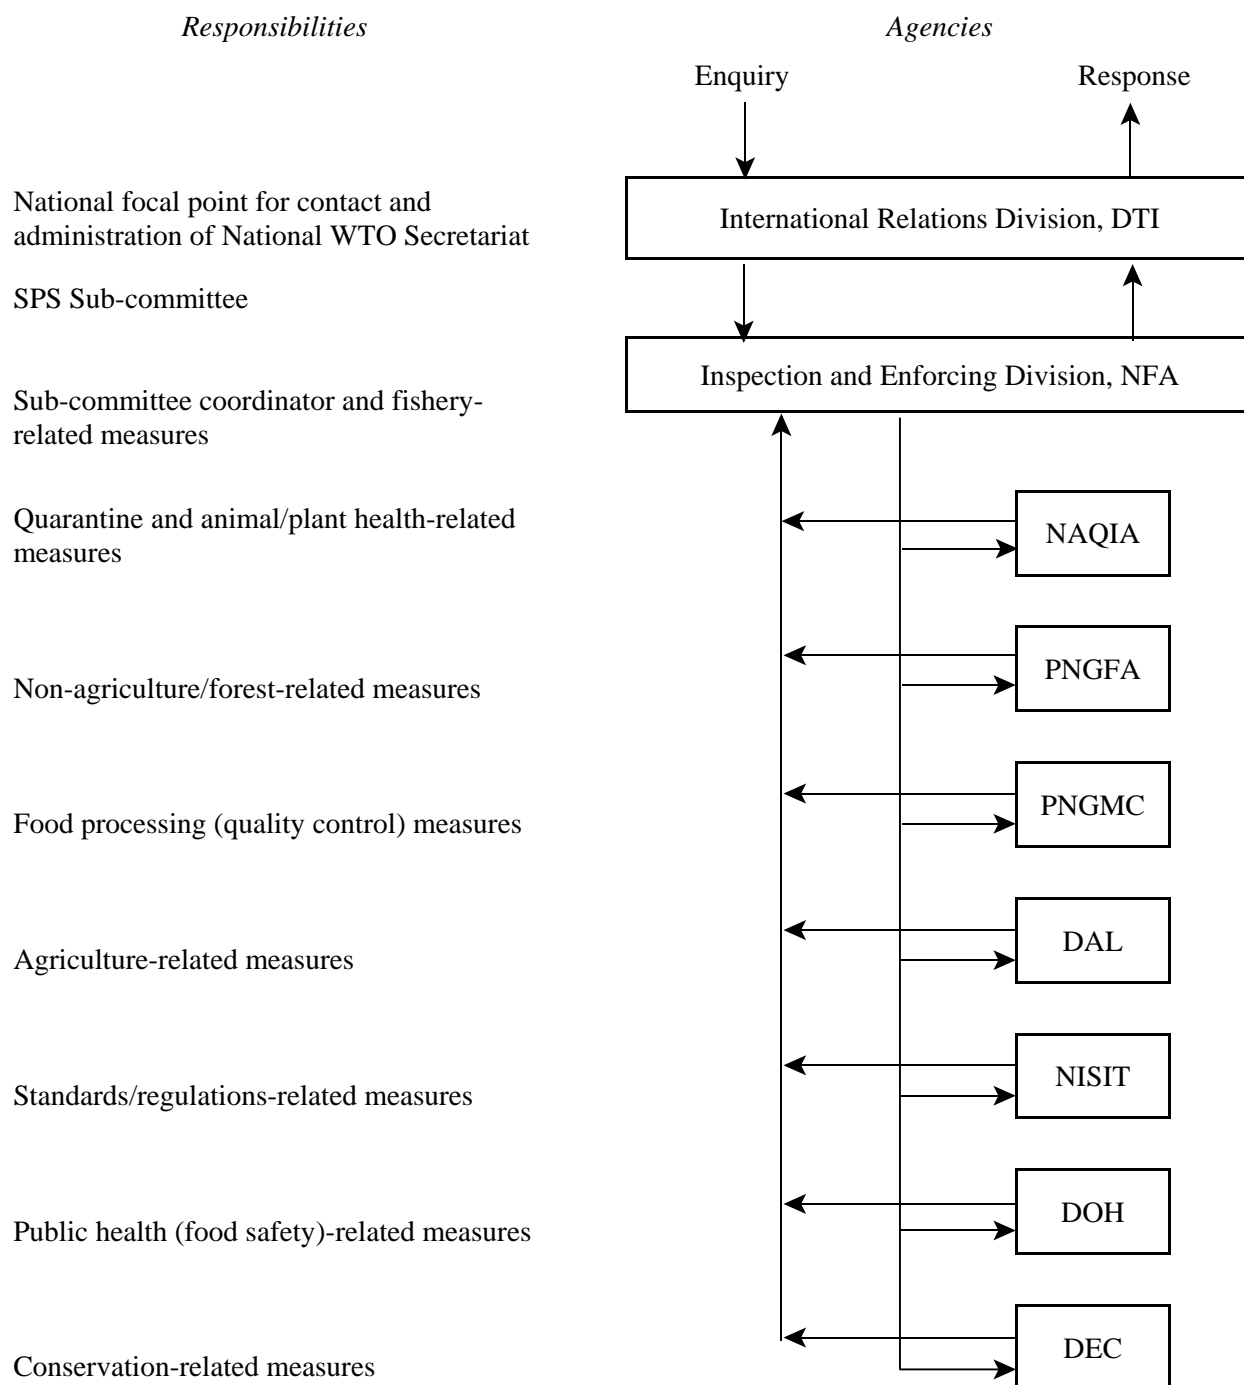 Responsibilities
Agencies
Enquiry
Response
National focal point for contact and
administration of National WTO Secretariat
International Relations Division, DTI
SPS Sub-committee
Inspection and Enforcing Division, NFA
Sub-committee coordinator and fishery-
related measures
Quarantine and animal/plant health-related
measures
NAQIA
Non-agriculture/forest-related measures
PNGFA
Food processing (quality control) measures
PNGMC
Agriculture-related measures
DAL
Standards/regulations-related measures
NISIT
Public health (food safety)-related measures
DOH
Conservation-related measures
DEC